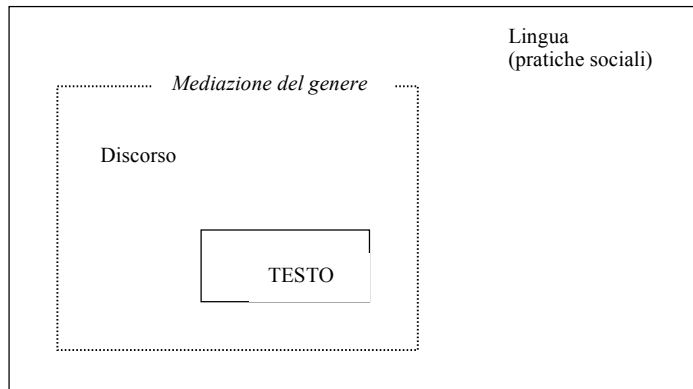 Lingua
(pratiche sociali)
Mediazione del genere
Discorso
TESTO